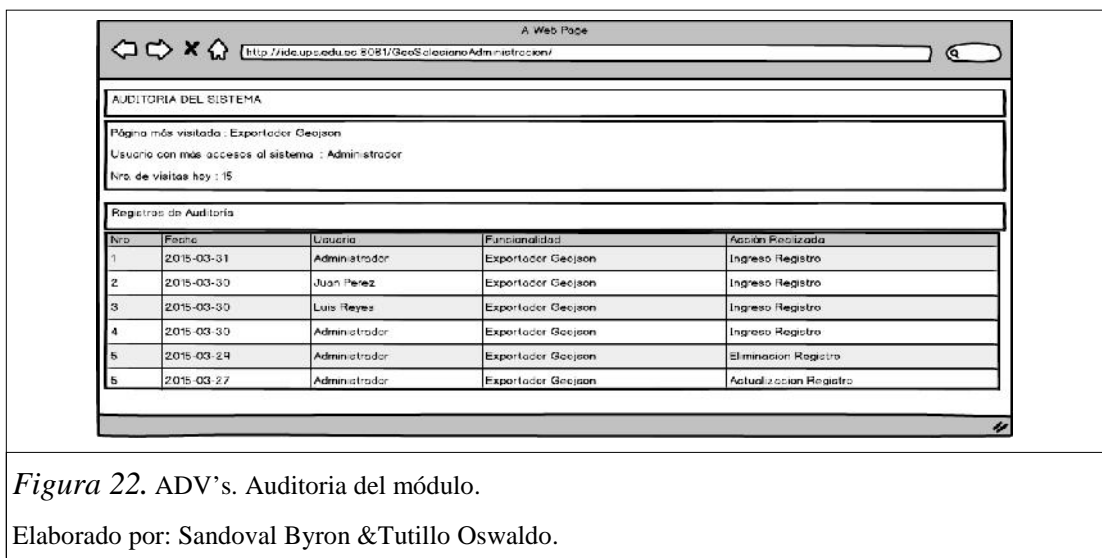 A Web Page
http://ide.ups.edu.ec:8081/GeoSalesianoAdministracion/
AUDITORIA DEL SISTEMA
Página más visitada : Exportador Geojson
Usuario con más accesos al sistema : Administrador
Nro. de visitas hoy : 15
Registros de Auditoría
Nro Fecha Usuario Funcionalidad Acción Realizada
1 2015-03-31 Administrador Exportador Geojson Ingreso Registro
2 2015-03-30 Juan Perez Exportador Geojson Ingreso Registro
3 2015-03-30 Luis Reyes Exportador Geojson Ingreso Registro
4 2015-03-30 Administrador Exportador Geojson Ingreso Registro
5 2015-03-29 Administrador Exportador Geojson Eliminacion Registro
5 2015-03-27 Administrador Exportador Geojson Actualizacion Registro
Figura 22. ADV's. Auditoria del módulo.
Elaborado por: Sandoval Byron &Tutillo Oswaldo.